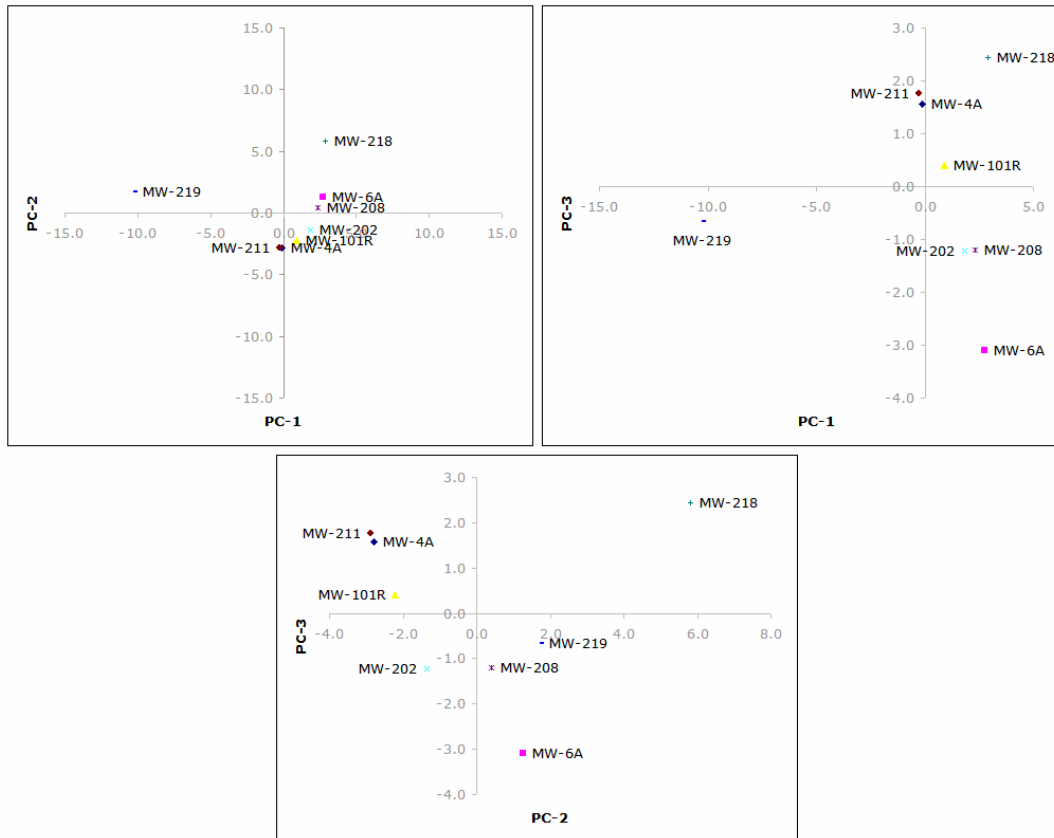 15.0
10.0
5.0
0.0
-5.0
-10.0
-15.0
-15.0 -10.0 -5.0 0.0 5.0 10.0 15.0
PC-2
PC-1
MW-218
MW-219
MW-6A
MW-208
MW-202
MW-101R
MW-211
MW-4A
3.0
2.0
1.0
0.0
-1.0
-2.0
-3.0
-4.0
-15.0 -10.0 -5.0 0.0 5.0
PC-3
PC-1
MW-218
MW-211
MW-4A
MW-101R
MW-219
MW-202
MW-208
MW-6A
3.0
2.0
1.0
0.0
-1.0
-2.0
-3.0
-4.0
-4.0 -2.0 0.0 2.0 4.0 6.0 8.0
PC-3
PC-2
MW-218
MW-211
MW-4A
MW-101R
MW-219
MW-202
MW-208
MW-6A